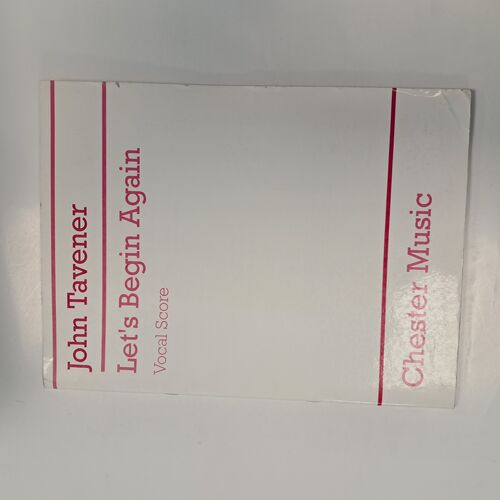 John Tavener
Let's Begin Again
Vocal Score
Chester Music